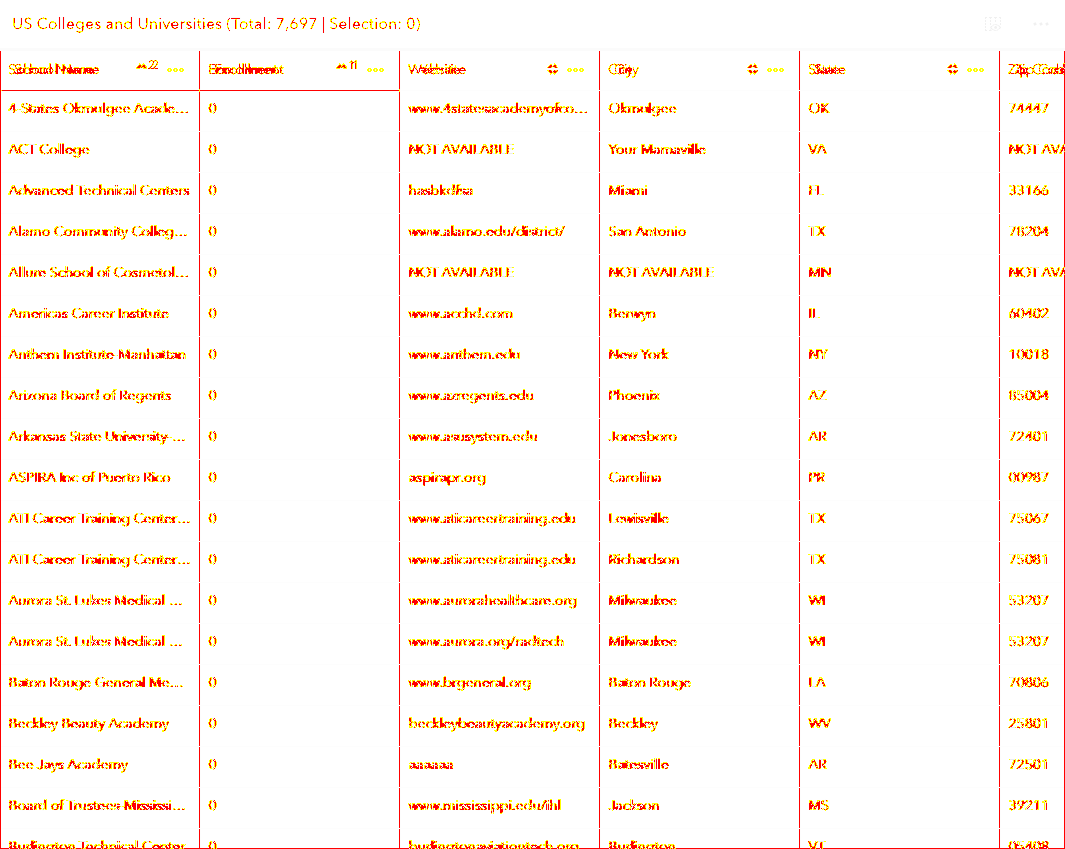 US Colleges and Universities (Total: 7,697 | Selection: 0)
School Name 2 Enrollment 1 Website City State Zip Code
4-States Okmulgee Acade... 0 www.4statesacademyofco... Okmulgee OK 74447
ACT College 0 NOT AVAILABLE Your Mamaville VA NOT AVA
Advanced Technical Centers 0 hasbkdha Miami FL 33166
Alamo Community Colleg... 0 www.alamo.edu/district/ San Antonio TX 78204
Allure School of Cosmetol... 0 NOT AVAILABLE NOT AVAILABLE MN NOT AVA
Americas Career Institute 0 www.acchd.com Berwyn IL 60402
Anthem Institute Manhattan 0 www.anthem.edu New York NY 10018
Arizona Board of Regents 0 www.azregents.edu Phoenix AZ 85004
Arkansas State University ... 0 www.asusystem.edu Jonesboro AR 72401
ASPIRA Inc of Puerto Rico 0 aspirapr.org Carolina PR 00987
ATI Career Training Center... 0 www.aticareertraining.edu Lewisville TX 75067
ATI Career Training Center... 0 www.aticareertraining.edu Richardson TX 75081
Aurora St. Lukes Medical ... 0 www.aurorahealthcare.org Milwaukee WI 53207
Aurora St. Lukes Medical ... 0 www.aurora.org/radtech Milwaukee WI 53207
Baton Rouge General Me... 0 www.brgeneral.org Baton Rouge LA 70806
Beckley Beauty Academy 0 beckleybeautyacademy.org Beckley WV 25801
Bee Jays Academy 0 aaaaaa Batesville AR 72501
Board of Trustees-Mississi... 0 www.mississippi.edu/ihl Jackson MS 39211
Burlington Technical Center 0 burlingtonaviationtech.org Burlington VT 05408